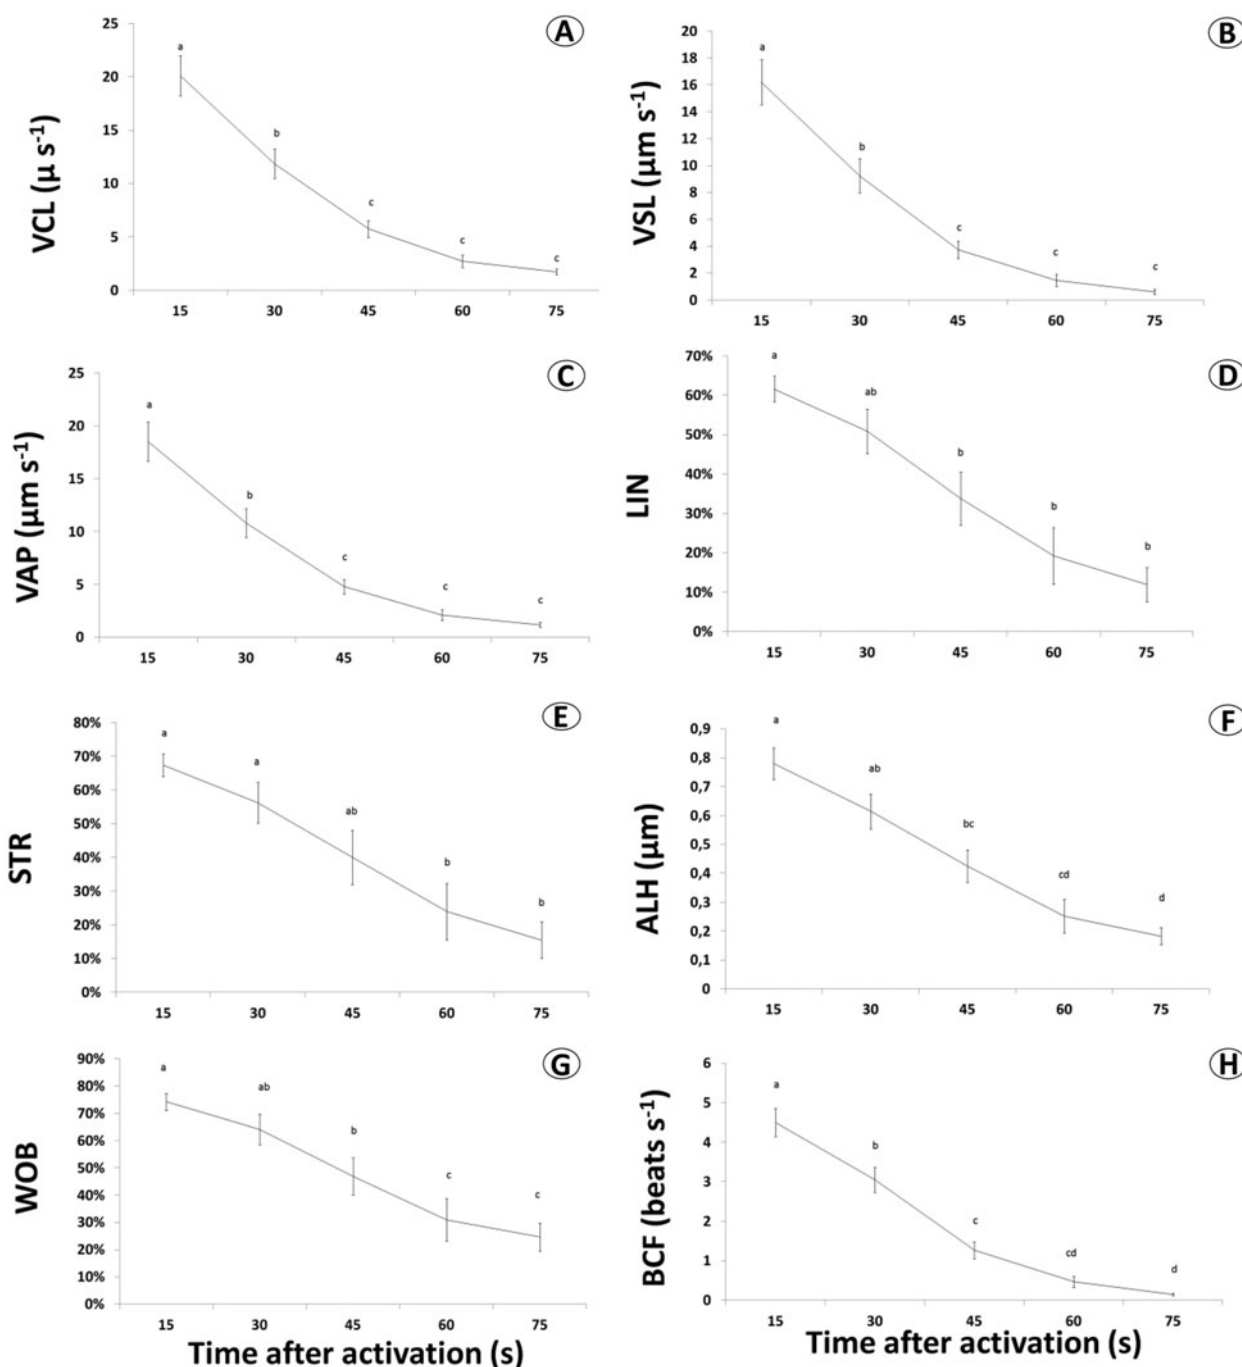 A
VCL (μ s-1)
25
20
15
10
5
0
a
b
c
c
c
15 30 45 60 75
B
VSL (μm s-1)
20
18
16
14
12
10
8
6
4
2
0
a
b
c
c
c
15 30 45 60 75
C
VAP (μm s-1)
25
20
15
10
5
0
a
b
c
c
c
15 30 45 60 75
D
LIN
70%
60%
50%
40%
30%
20%
10%
0%
a
ab
b
b
b
15 30 45 60 75
E
STR
80%
70%
60%
50%
40%
30%
20%
10%
0%
a
a
ab
b
b
15 30 45 60 75
F
ALH (μm)
0,9
0,8
0,7
0,6
0,5
0,4
0,3
0,2
0,1
0
a
ab
bc
cd
d
15 30 45 60 75
G
WOB
90%
80%
70%
60%
50%
40%
30%
20%
10%
0%
a
ab
b
c
c
15 30 45 60 75
Time after activation (s)
H
BCF (beats s-1)
6
5
4
3
2
1
0
a
b
c
cd
d
15 30 45 60 75
Time after activation (s)